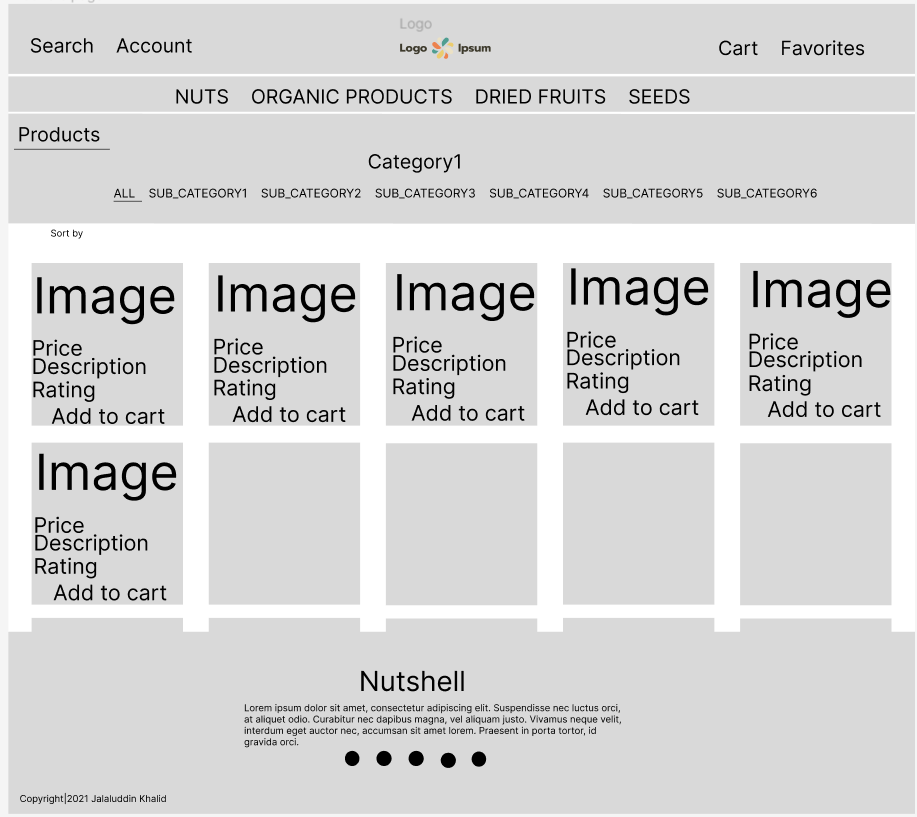 Logo
Search Account Logo Ipsum Cart Favorites
NUTS ORGANIC PRODUCTS DRIED FRUITS SEEDS
Products
Category1
ALL SUB_CATEGORY1 SUB_CATEGORY2 SUB_CATEGORY3 SUB_CATEGORY4 SUB_CATEGORY5 SUB_CATEGORY6
Sort by
Image Image Image Image Image
Price Price Price Price Price
Description Description Description Description Description
Rating Rating Rating Rating Rating
Add to cart Add to cart Add to cart Add to cart Add to cart
Image
Price
Description
Rating
Add to cart
Nutshell
Lorem ipsum dolor sit amet, consectetur adipiscing elit. Suspendisse nec luctus orci,
at aliquet odio. Curabitur nec dapibus magna, vel aliquam justo. Vivamus neque velit,
interdum eget auctor nec, accumsan sit amet lorem. Praesent in porta tortor, id
gravida orci.
Copyright|2021 Jalaluddin Khalid